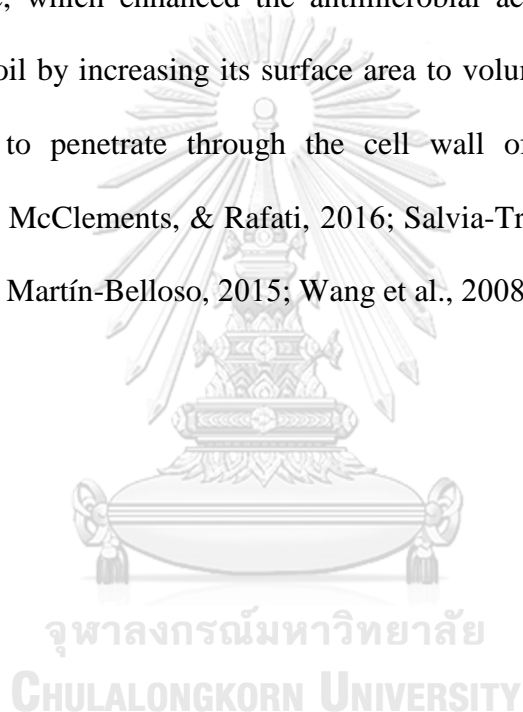 , which enhanced the antimicrobial ac
oil by increasing its surface area to volu
to penetrate through the cell wall of
McClements, & Rafati, 2016; Salvia-Tr
Martín-Belloso, 2015; Wang et al., 2008
จุฬาลงกรณ์มหาวิทยาลัย
CHULALONGKORN UNIVERSITY